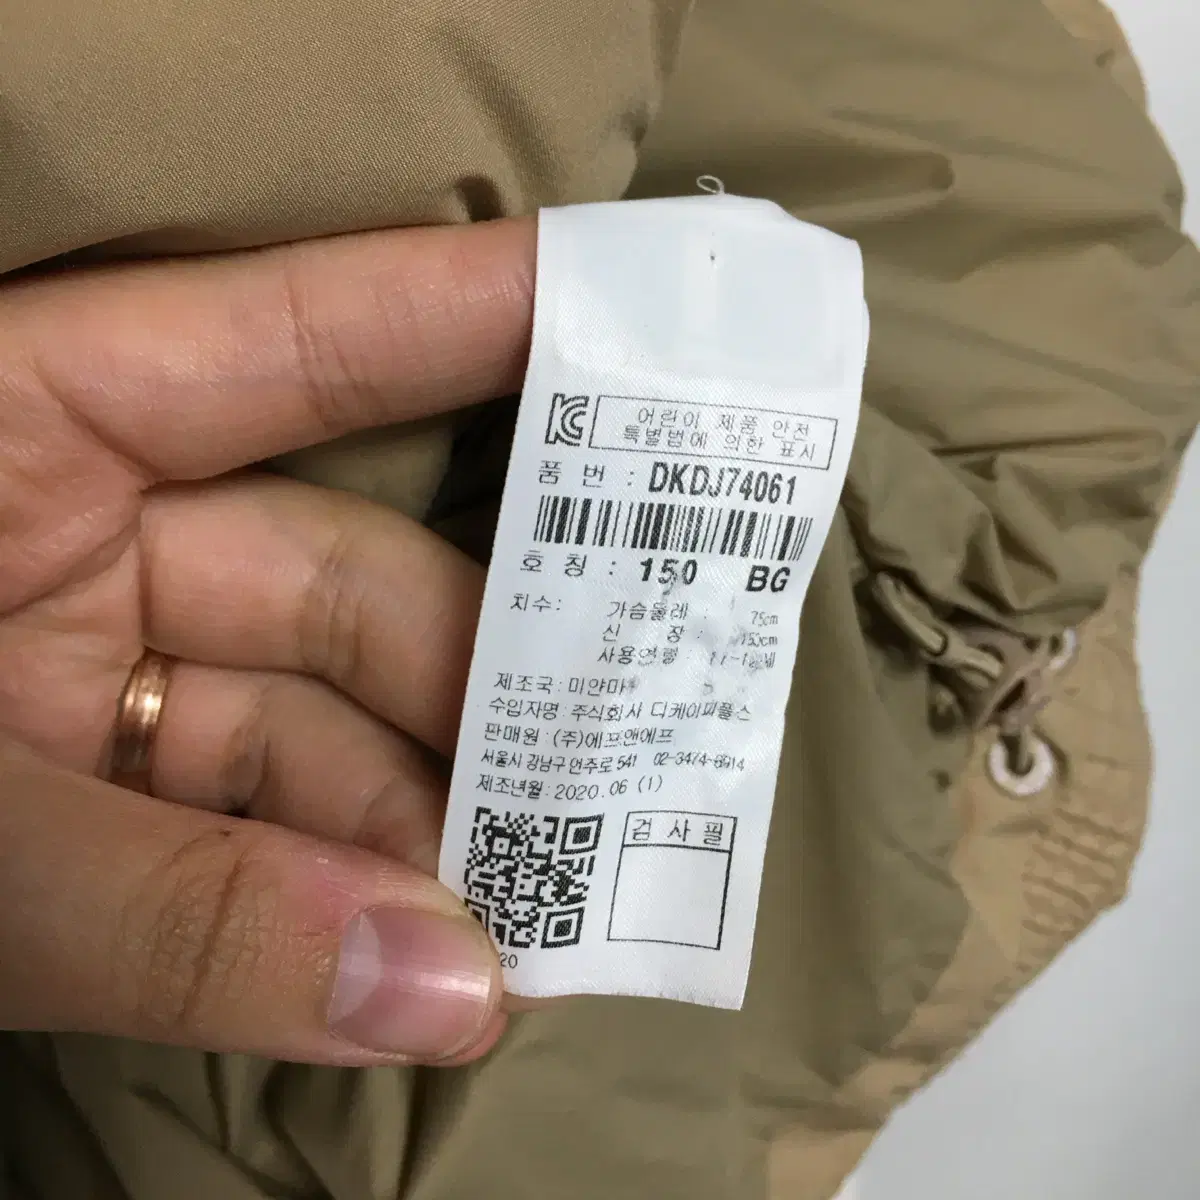 KC
어린이 제품 안전
특별법에 의한 표시
품 번 : DKDJ74061
호 칭 : 150 BG
치수: 가슴둘레 : 75cm
신 장 : 150cm
사용연령 :
제조국: 미얀마
수입자명: 주식회사 디케이피플스
판매원 : (주)에프앤에프
서울시 강남구 언주로 541 02-3474-8914
제조년월: 2020.06 (1)
검 사 필
20